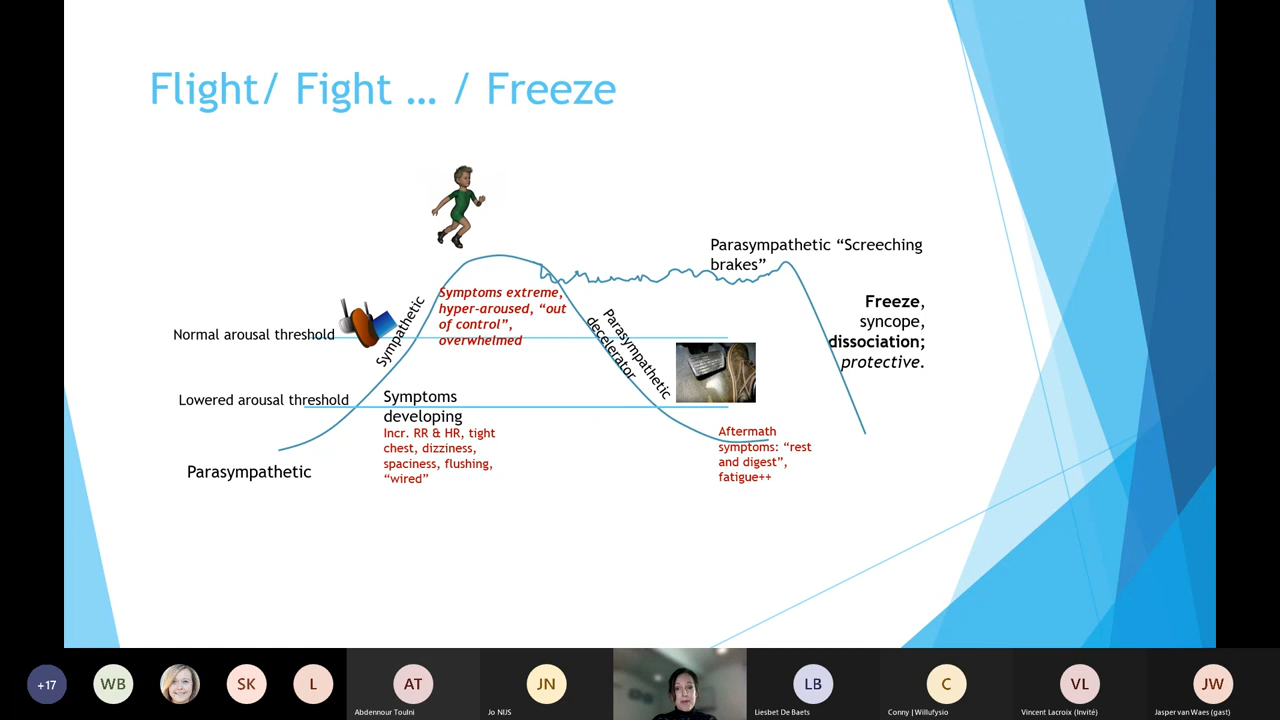 Flight/ Fight ... / Freeze
Parasympathetic “Screeching
brakes”
Symptoms extreme,
hyper-aroused, “out
of control”,
overwhelmed
Freeze,
syncope,
dissociation;
protective.
Normal arousal threshold
Sympathetic
Parasympathetic
decelerator
Lowered arousal threshold
Symptoms
developing
Incr. RR & HR, tight
chest, dizziness,
spaciness, flushing,
“wired”
Aftermath
symptoms: “rest
and digest”,
fatigue++
Parasympathetic
+17
WB
SK
L
AT
JN
LB
C
VL
JW
Abdennour Toulni
Jo NIJS
Liesbet De Baets
Conny | Willufysio
Vincent Lacroix (Invité)
Jasper van Waes (gast)